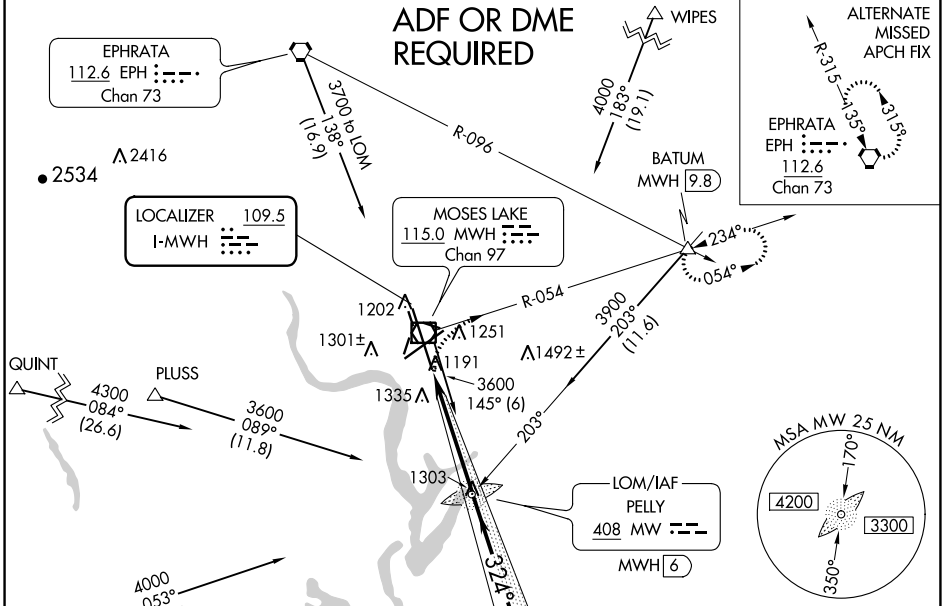 ADF OR DME
REQUIRED
WIPES
4000
183°
(19.1)
ALTERNATE
MISSED
APCH FIX
R-315
135°
315°
EPHRATA
EPH
112.6
Chan 73
EPHRATA
112.6 EPH
Chan 73
3700 to LOM
138°
(16.9)
R-096
2416
2534
BATUM
MWH 9.8
LOCALIZER 109.5
I-MWH
MOSES LAKE
115.0 MWH
Chan 97
234°
054°
R-054
3900
203°
(11.6)
203°
1202
1251
1301±
1492±
1191
3600
145° (6)
1335
QUINT
4300
084°
(26.6)
PLUSS
3600
089°
(11.8)
1303
LOM/IAF
PELLY
408 MW
MWH 6
324°
MSA MW 25 NM
170°
4200
3300
350°
4000
053°